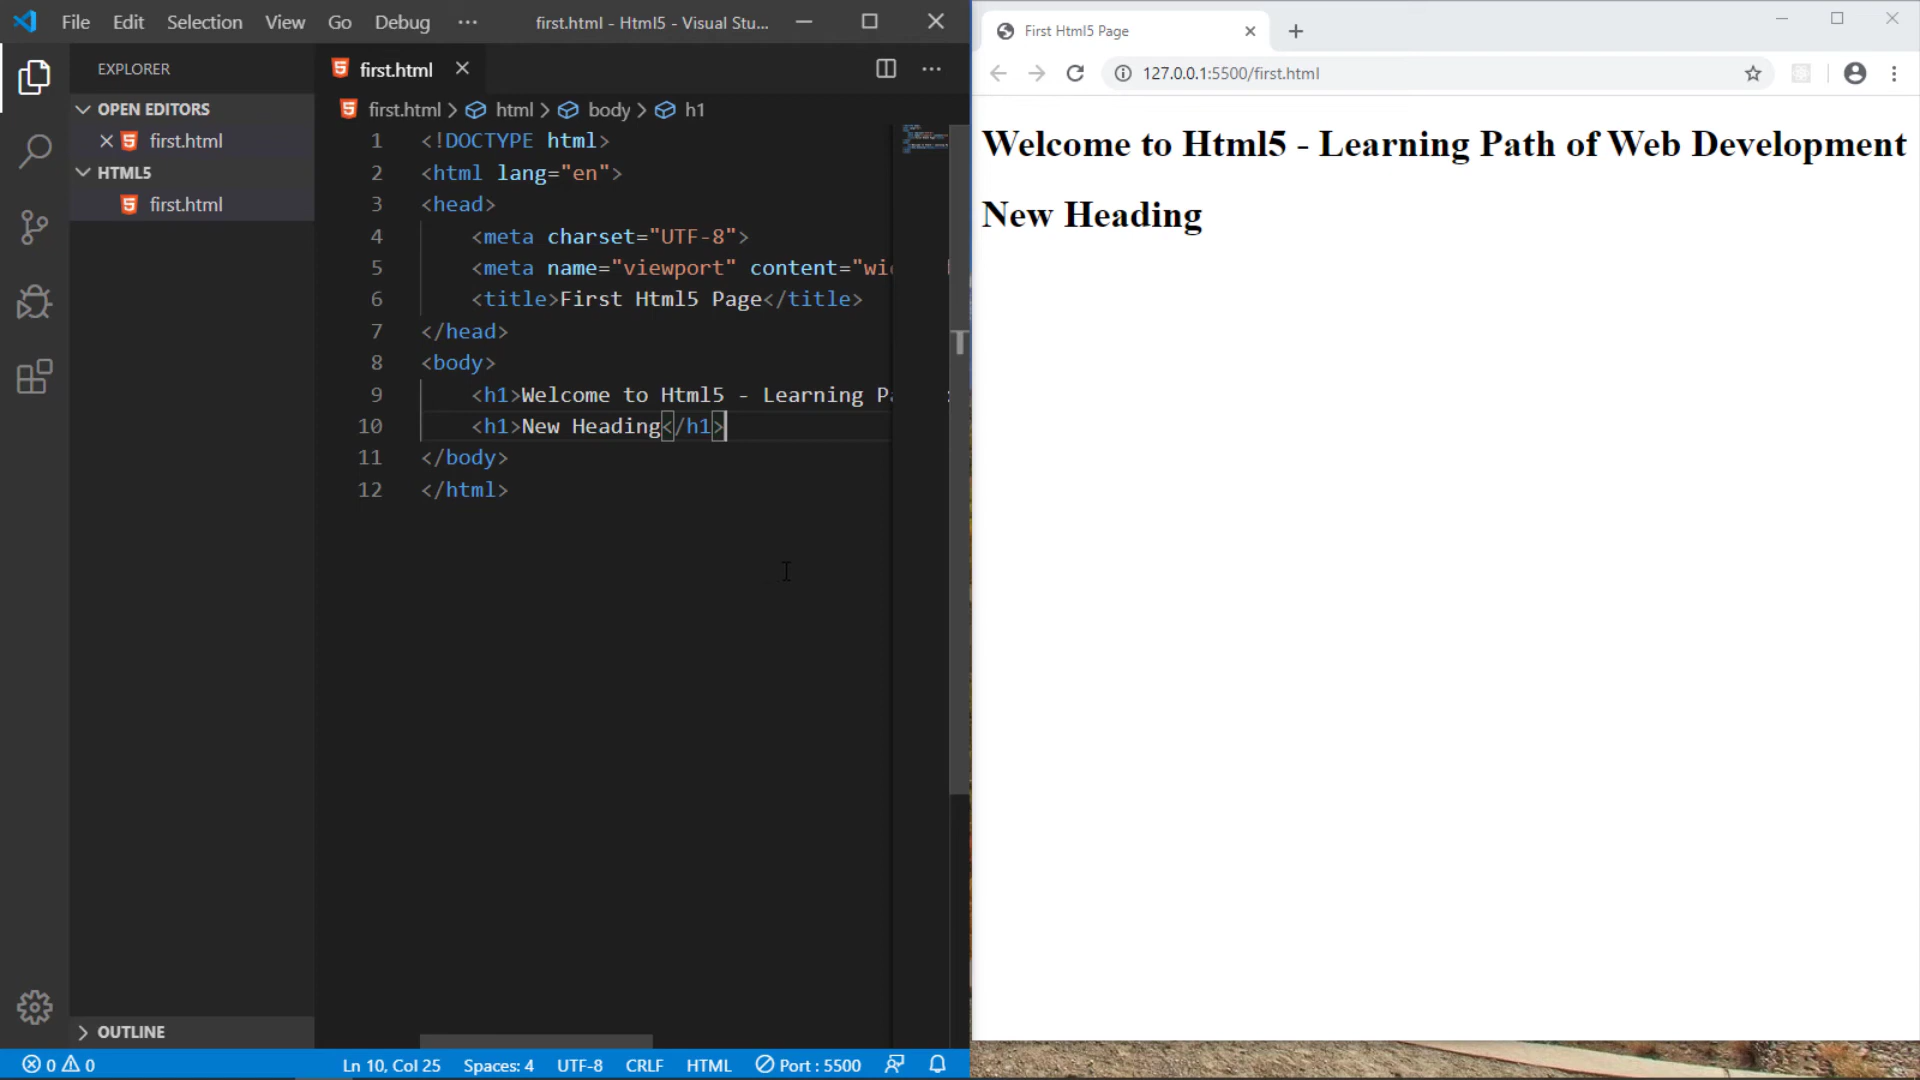 File Edit Selection View Go Debug ··· first.html - Html5 - Visual Stu...
EXPLORER
OPEN EDITORS
first.html
HTML5
first.html
OUTLINE
first.html
first.html > html > body > h1
1 <!DOCTYPE html>
2 <html lang="en">
3 <head>
4 <meta charset="UTF-8">
5 <meta name="viewport" content="wi
6 <title>First Html5 Page</title>
7 </head>
8 <body>
9 <h1>Welcome to Html5 - Learning P
10 <h1>New Heading</h1>
11 </body>
12 </html>
0 0 Ln 10, Col 25 Spaces: 4 UTF-8 CRLF HTML Port : 5500
First Html5 Page
127.0.0.1:5500/first.html
Welcome to Html5 - Learning Path of Web Development
New Heading